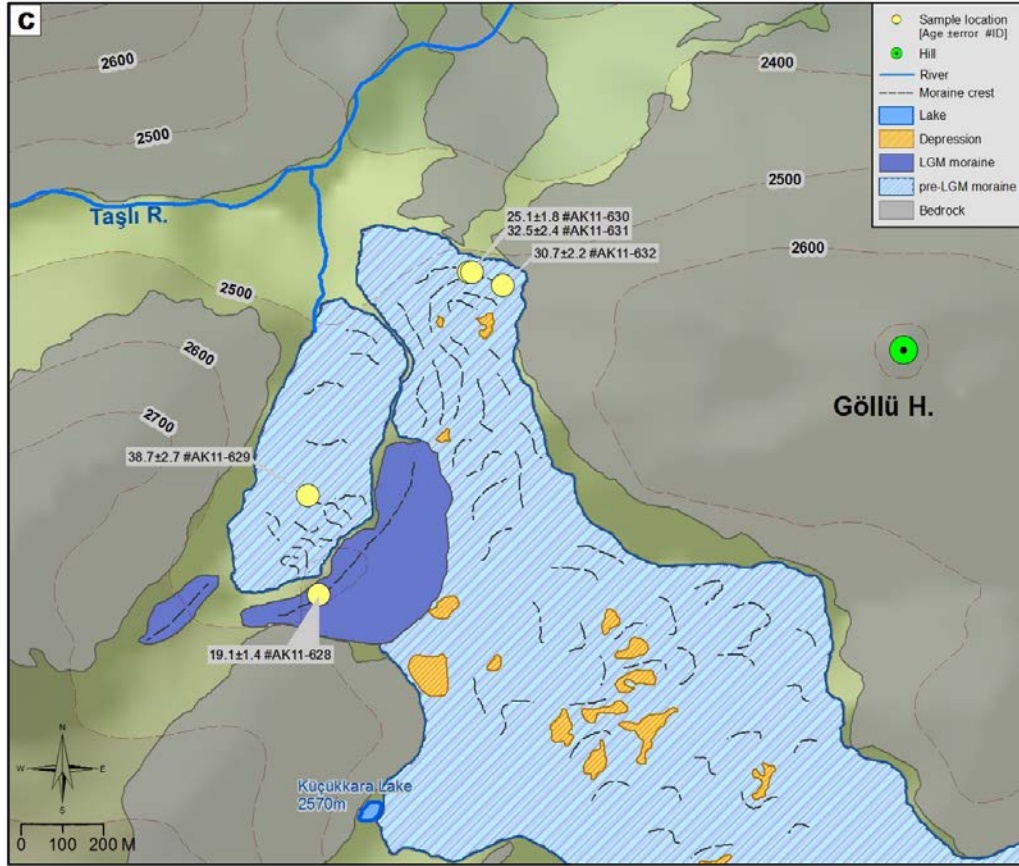 C
Sample location
[Age ±error #ID]
Hill
River
Moraine crest
Lake
Depression
LGM moraine
pre-LGM moraine
Bedrock
2600
2400
2500
2500
Taşlı R.
25.1±1.8 #AK11-630
32.5±2.4 #AK11-631
30.7±2.2 #AK11-632
2600
2500
2600
Göllü H.
2700
38.7±2.7 #AK11-629
19.1±1.4 #AK11-628
N
W
E
S
Küçükkara Lake
2570m
0 100 200 M